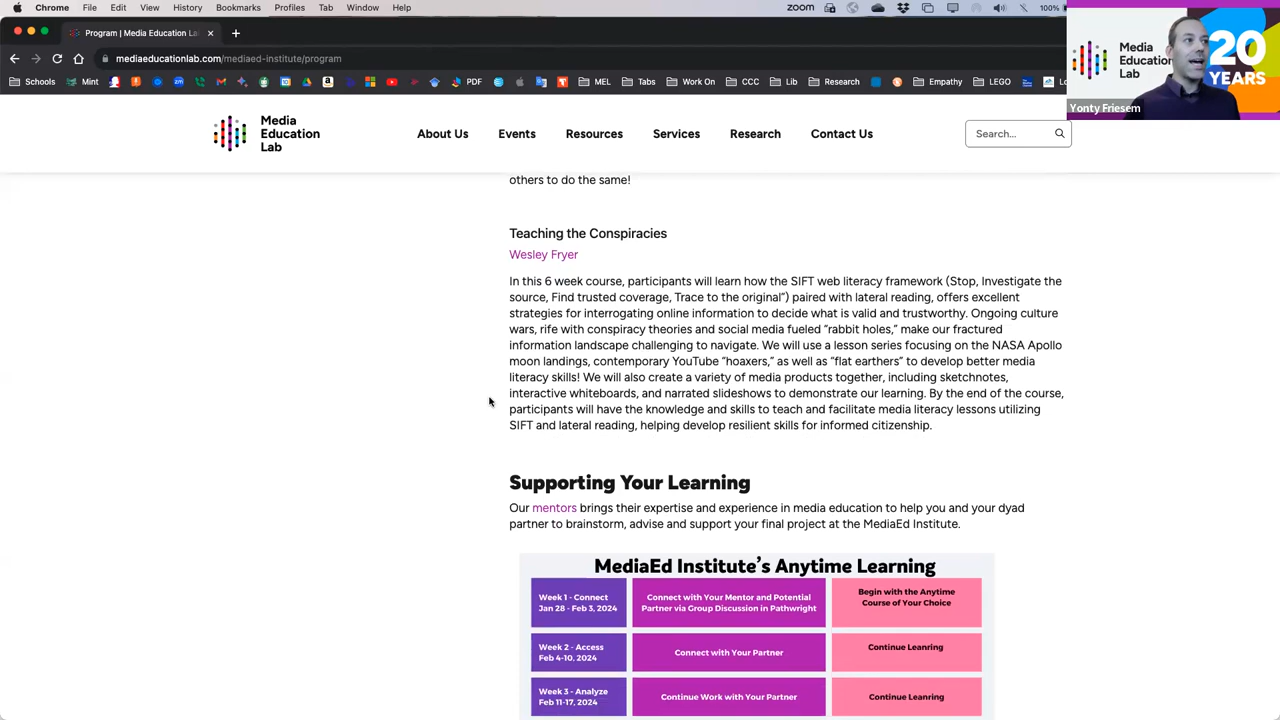 Chrome File Edit View History Bookmarks Profiles Tab Window Help
zoom
100%
Program | Media Education La
mediaeducationlab.com/mediaed-institute/program
Schools Mint PDF MEL Tabs Work On CCC Lib Research Empathy LEGO
Media
Education
Lab
20
YEARS
Yonty Friesem
Media
Education
Lab
About Us Events Resources Services Research Contact Us
Search...
others to do the same!
Teaching the Conspiracies
Wesley Fryer
In this 6 week course, participants will learn how the SIFT web literacy framework (Stop, Investigate the
source, Find trusted coverage, Trace to the original”) paired with lateral reading, offers excellent
strategies for interrogating online information to decide what is valid and trustworthy. Ongoing culture
wars, rife with conspiracy theories and social media fueled “rabbit holes,” make our fractured
information landscape challenging to navigate. We will use a lesson series focusing on the NASA Apollo
moon landings, contemporary YouTube “hoaxers,” as well as “flat earthers” to develop better media
literacy skills! We will also create a variety of media products together, including sketchnotes,
interactive whiteboards, and narrated slideshows to demonstrate our learning. By the end of the course,
participants will have the knowledge and skills to teach and facilitate media literacy lessons utilizing
SIFT and lateral reading, helping develop resilient skills for informed citizenship.
Supporting Your Learning
Our mentors brings their expertise and experience in media education to help you and your dyad
partner to brainstorm, advise and support your final project at the MediaEd Institute.
MediaEd Institute’s Anytime Learning
Week 1 - Connect
Jan 28 - Feb 3, 2024
Connect with Your Mentor and Potential
Partner via Group Discussion in Pathwright
Begin with the Anytime
Course of Your Choice
Week 2 - Access
Feb 4-10, 2024
Connect with Your Partner
Continue Leanring
Week 3 - Analyze
Feb 11-17, 2024
Continue Work with Your Partner
Continue Leanring